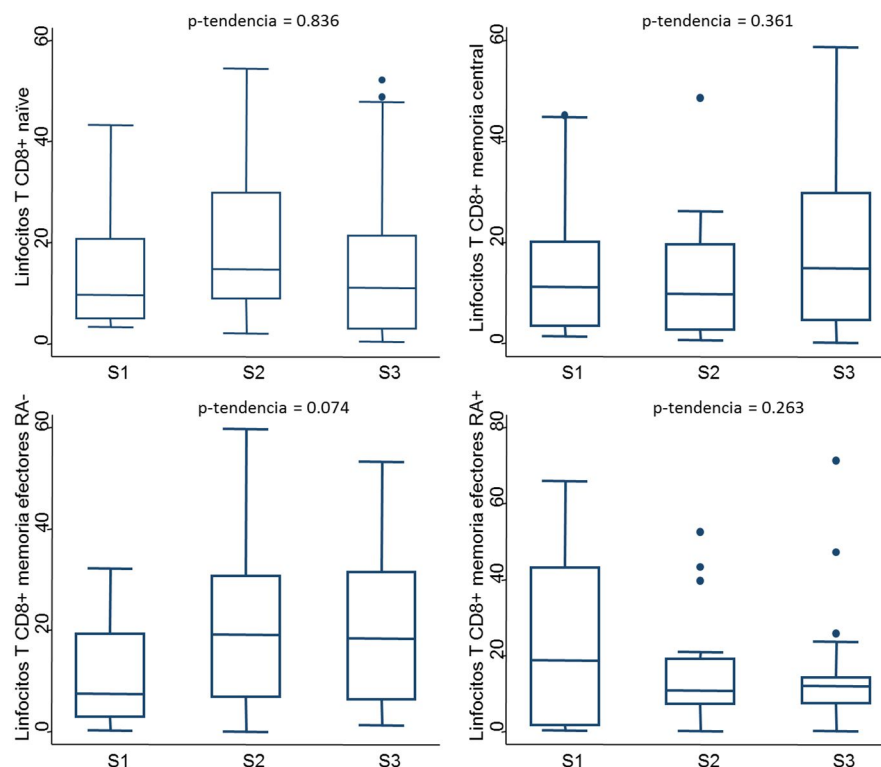 p-tendencia = 0.836
Linfocitos T CD8+ naïve
60
40
20
0
S1 S2 S3
p-tendencia = 0.361
Linfocitos T CD8+ memoria central
60
40
20
0
S1 S2 S3
p-tendencia = 0.074
Linfocitos T CD8+ memoria efectores RA-
60
40
20
0
S1 S2 S3
p-tendencia = 0.263
Linfocitos T CD8+ memoria efectores RA+
80
60
40
20
0
S1 S2 S3